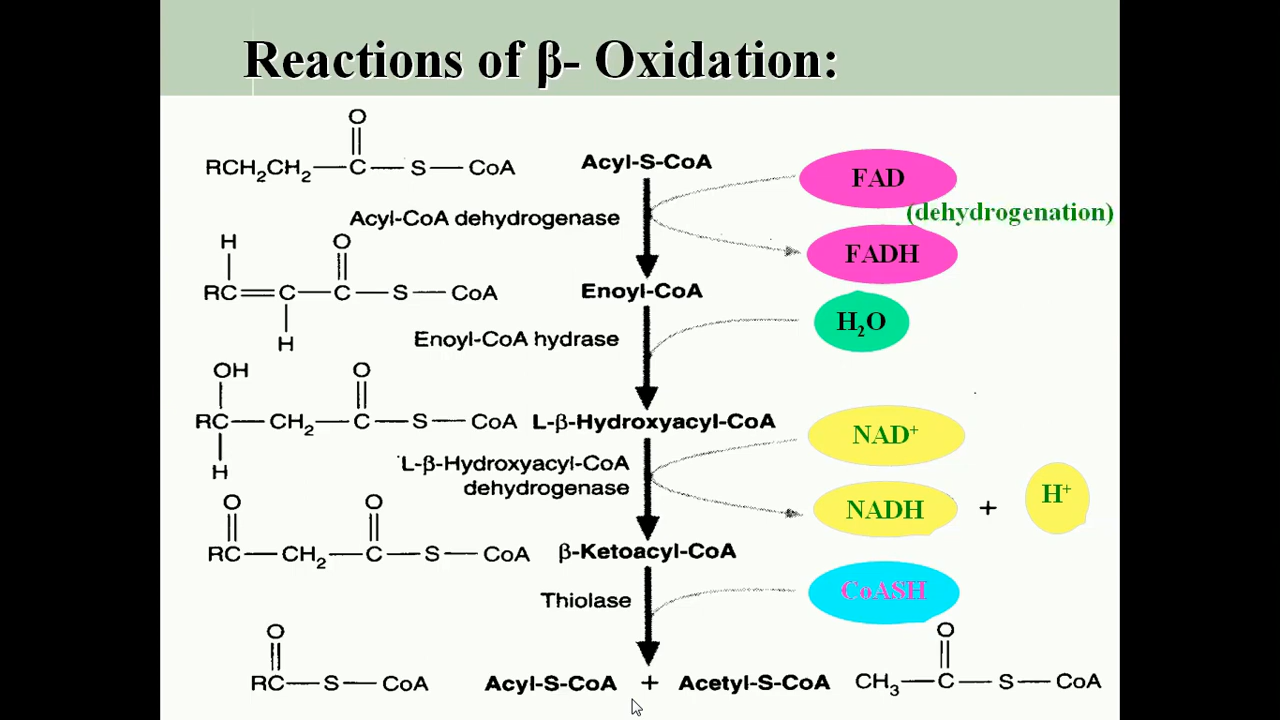 Reactions of β- Oxidation:
O
RCH₂CH₂—C—S—CoA
Acyl-S-CoA
FAD
(dehydrogenation)
Acyl-CoA dehydrogenase
H O
FADH
RC=C—C—S—CoA
Enoyl-CoA
H
H₂O
Enoyl-CoA hydrase
OH O
RC—CH₂—C—S—CoA
L-β-Hydroxyacyl-CoA
NAD⁺
H
L-β-Hydroxyacyl-CoA
dehydrogenase
NADH + H⁺
O O
RC—CH₂—C—S—CoA
β-Ketoacyl-CoA
Thiolase
CoASH
O O
RC—S—CoA Acyl-S-CoA + Acetyl-S-CoA CH₃—C—S—CoA